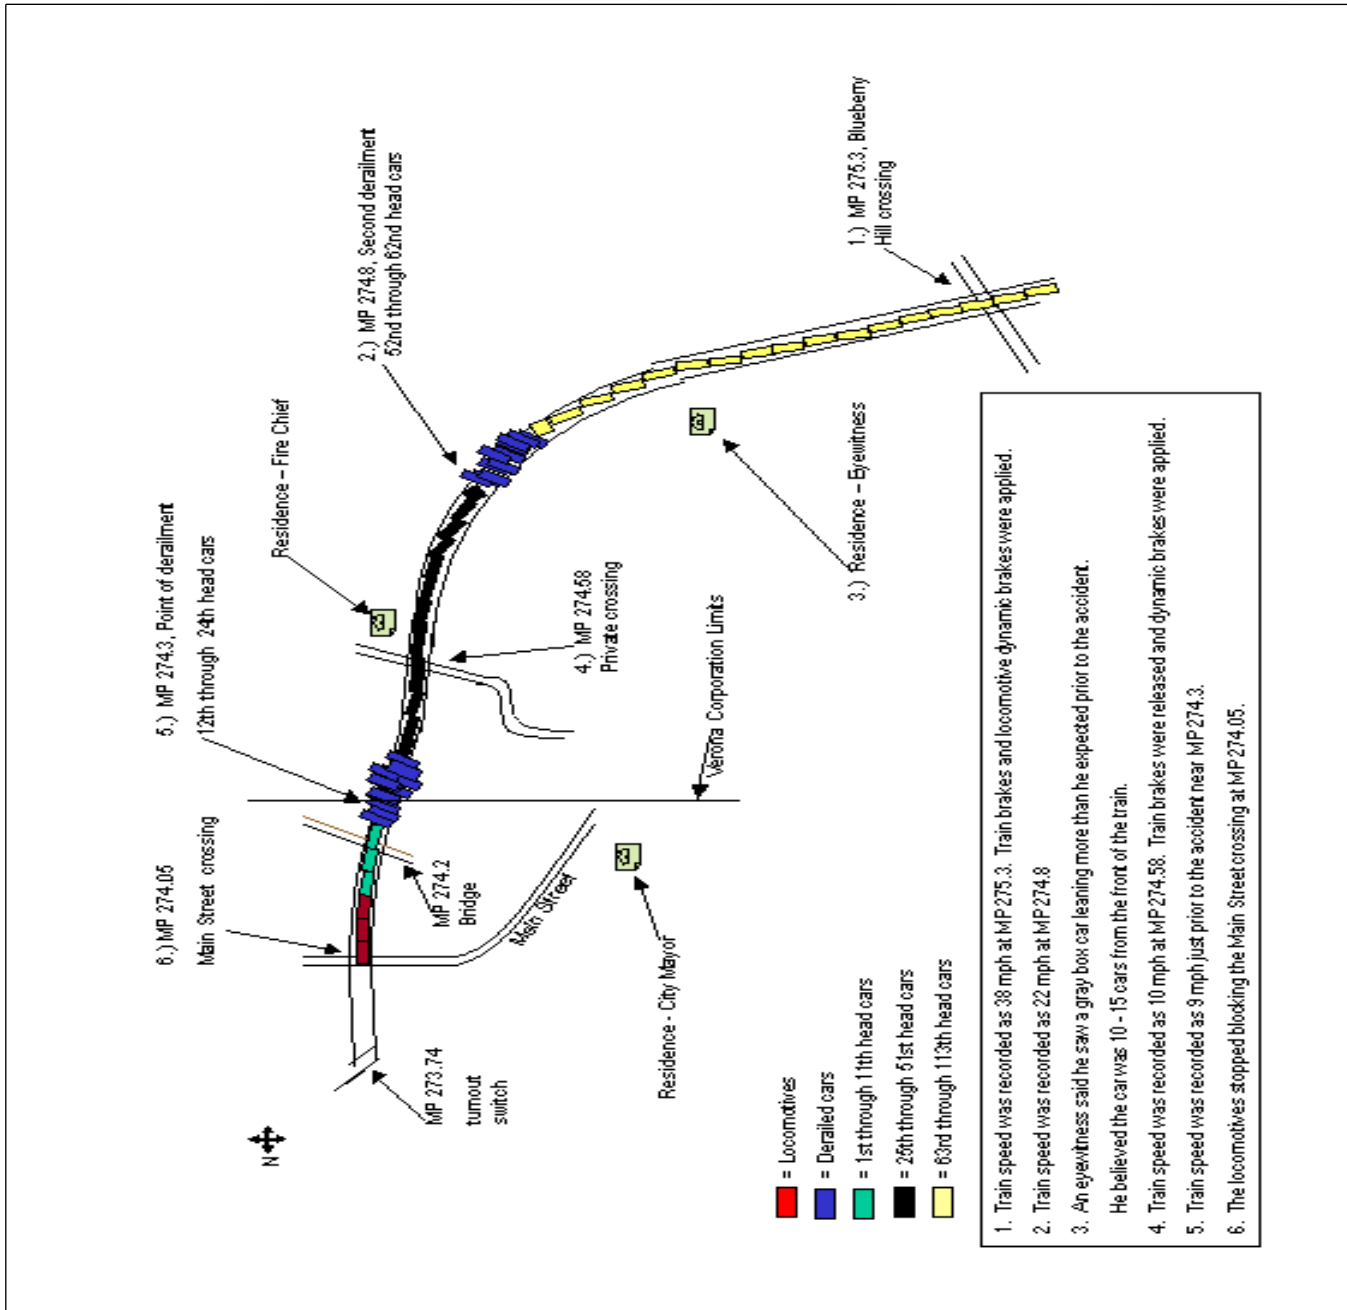 1.) MP 275.3, Blueberry
Hill crossing
2.) MP 274.8, Second derailment
52nd through 62nd head cars
Residence – Fire Chief
3.) Residence – Eyewitness
4.) MP 274.58
Private crossing
5.) MP 274.3, Point of derailment
12th through 24th head cars
Verona Corporation Limits
6.) MP 274.05
Main Street crossing
MP 274.2
Bridge
Main Street
Residence - City Mayor
MP 273.74
turnout
switch
N
= Locomotives
= Derailed cars
= 1st through 11th head cars
= 25th through 51st head cars
= 63rd through 113th head cars
1. Train speed was recorded as 38 mph at MP 275.3. Train brakes and locomotive dynamic brakes were applied.
2. Train speed was recorded as 22 mph at MP 274.8
3. An eyewitness said he saw a gray box car leaning more than he expected prior to the accident.
He believed the car was 10 - 15 cars from the front of the train.
4. Train speed was recorded as 10 mph at MP 274.58. Train brakes were released and dynamic brakes were applied.
5. Train speed was recorded as 9 mph just prior to the accident near MP 274.3.
6. The locomotives stopped blocking the Main Street crossing at MP 274.05.